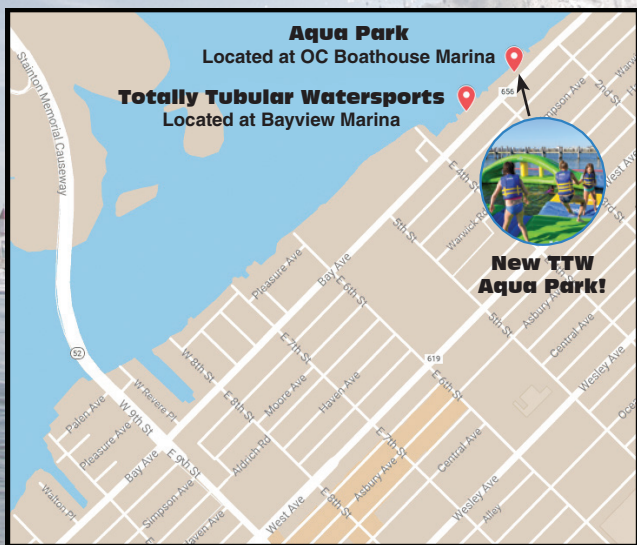 Aqua Park
Located at OC Boathouse Marina
Totally Tubular Watersports
Located at Bayview Marina
New TTW
Aqua Park!
Stainton Memorial Causeway
656
2nd St
West Ave
E 4th St
5th St
Warwick Rd
Pleasure Ave
Bay Ave
E 6th St
5th St
Asbury Ave
Central Ave
Wesley Ave
52
W 8th St
E 7th St
619
E 6th St
W Revere Pl
E 8th St
Moore Ave
Haven Ave
Palen Ave
W 9th St
Pleasure Ave
Bay Ave
E 9th St
Aldrich Rd
E 7th St
Central Ave
Walton Pl
Simpson Ave
Haven Ave
West Ave
Asbury Ave
E 8th St
Wesley Ave
Alley